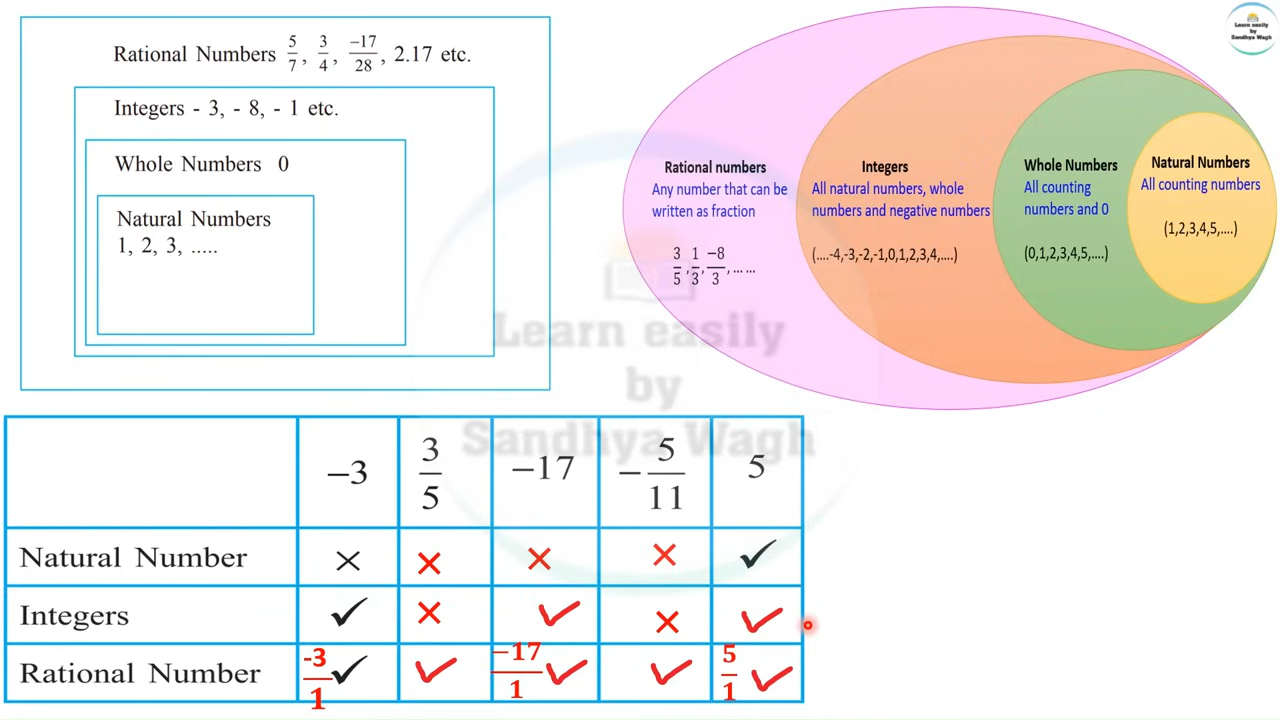 Rational Numbers 5/7, 3/4, -17/28, 2.17 etc.
Integers - 3, - 8, - 1 etc.
Whole Numbers 0
Natural Numbers
1, 2, 3, .....
Learn easily
by
Sandhya Wagh
Rational numbers
Any number that can be
written as fraction
3/5, 1/3, −8/3, ... ...
Integers
All natural numbers, whole
numbers and negative numbers
(....-4,-3,-2,-1,0,1,2,3,4,....)
Whole Numbers
All counting
numbers and 0
(0,1,2,3,4,5,....)
Natural Numbers
All counting numbers
(1,2,3,4,5,....)
Learn easily
by
Sandhya Wagh
−3 3/5 −17 −5/11 5
Natural Number × × × × ✓
Integers ✓ × ✓ × ✓
Rational Number -3/1 ✓ ✓ −17/1 ✓ ✓ 5/1 ✓